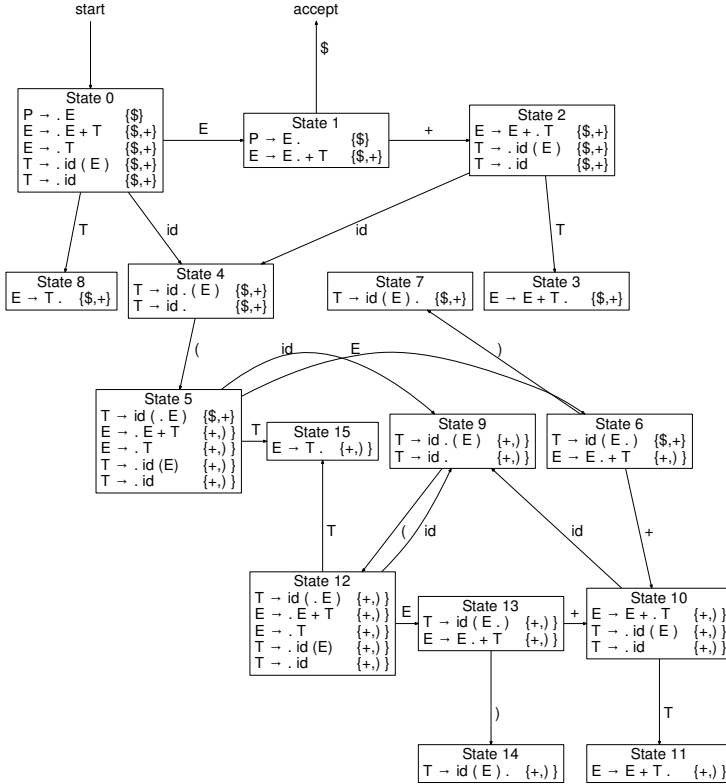 start
accept
$
State 0
P → . E {$}
E → . E + T {$,+}
E → . T {$,+}
T → . id ( E ) {$,+}
T → . id {$,+}
E
State 1
P → E . {$}
E → E . + T {$,+}
+
State 2
E → E + . T {$,+}
T → . id ( E ) {$,+}
T → . id {$,+}
T
id
id
T
State 8
E → T . {$,+}
State 4
T → id . ( E ) {$,+}
T → id . {$,+}
State 7
T → id ( E ) . {$,+}
State 3
E → E + T . {$,+}
(
id
E
)
State 5
T → id ( . E ) {$,+}
E → . E + T {+,) }
E → . T {+,) }
T → . id (E) {+,) }
T → . id {+,) }
T
State 15
E → T . {+,) }
State 9
T → id . ( E ) {+,) }
T → id . {+,) }
State 6
T → id ( E . ) {$,+}
E → E . + T {+,) }
T
(
id
id
+
State 12
T → id ( . E ) {+,) }
E → . E + T {+,) }
E → . T {+,) }
T → . id (E) {+,) }
T → . id {+,) }
E
State 13
T → id ( E . ) {+,) }
E → E . + T {+,) }
+
State 10
E → E + . T {+,) }
T → . id ( E ) {+,) }
T → . id {+,) }
)
T
State 14
T → id ( E ) . {+,) }
State 11
E → E + T . {+,) }